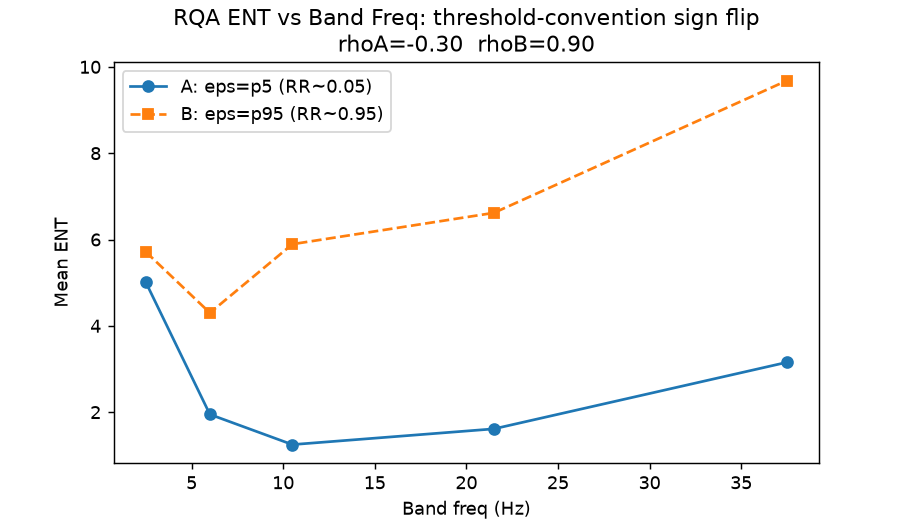 RQA ENT vs Band Freq: threshold-convention sign flip
rhoA=-0.30  rhoB=0.90
A: eps=p5 (RR~0.05)
B: eps=p95 (RR~0.95)
Mean ENT
10
8
6
4
2
5
10
15
20
25
30
35
Band freq (Hz)